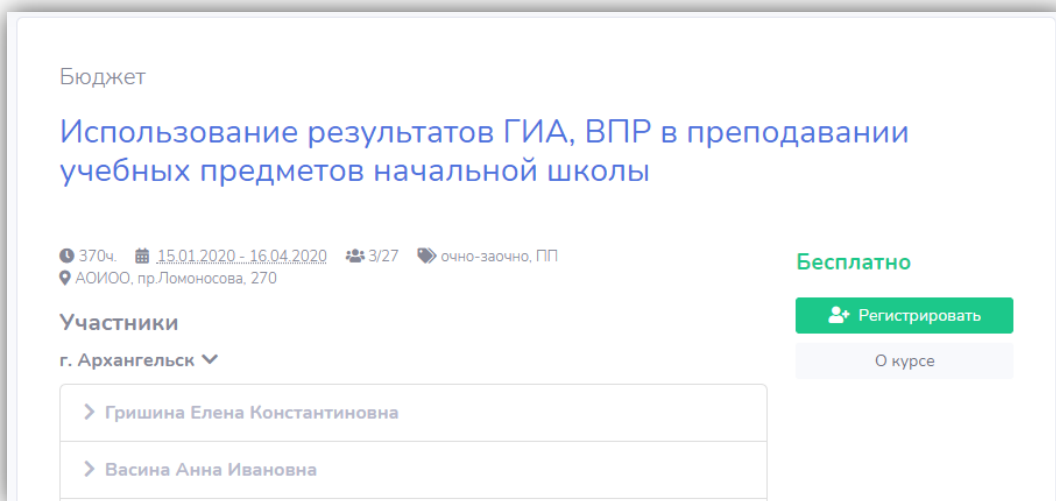 Бюджет
Использование результатов ГИА, ВПР в преподавании
учебных предметов начальной школы
370ч. 15.01.2020 - 16.04.2020 3/27 очно-заочно, ПП
АОИОО, пр.Ломоносова, 270
Бесплатно
Регистрировать
О курсе
Участники
г. Архангельск
Гришина Елена Константиновна
Васина Анна Ивановна